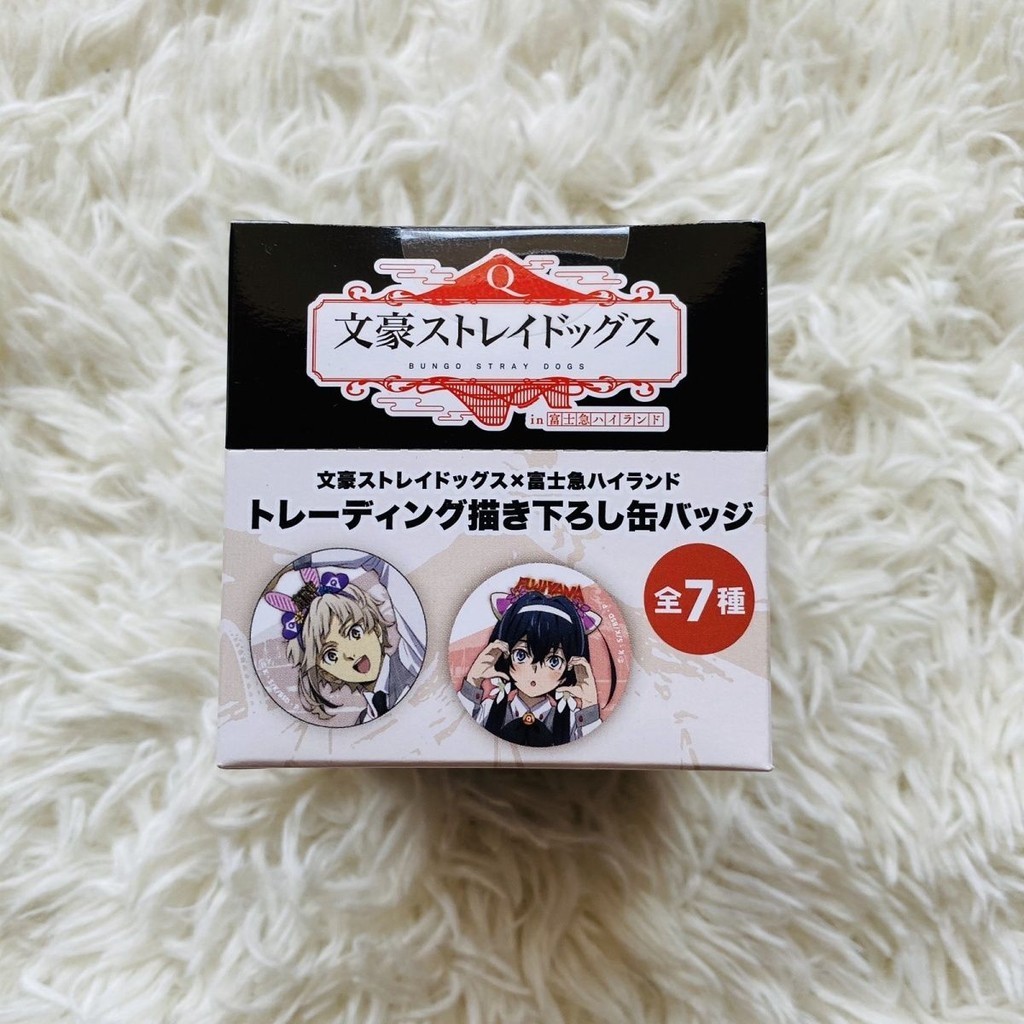 Q
文豪ストレイドッグス
BUNGO STRAY DOGS
in 富士急ハイランド
文豪ストレイドッグス×富士急ハイランド
トレーディング描き下ろし缶バッジ
全7種
FUJIYAMA